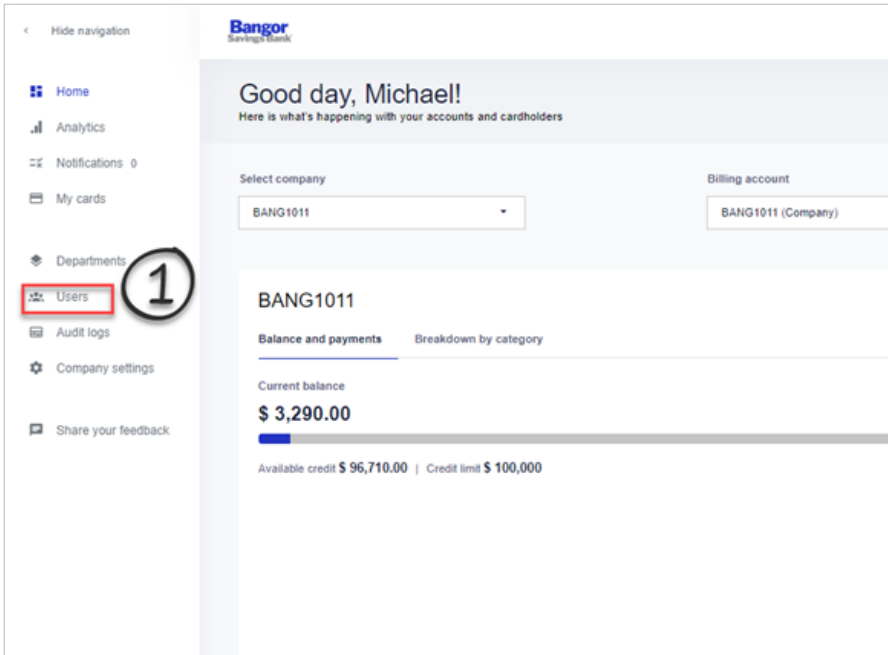 Hide navigation
Bangor
Savings Bank
Home
Analytics
Notifications 0
My cards
Departments
Users
1
Audit logs
Company settings
Share your feedback
Good day, Michael!
Here is what's happening with your accounts and cardholders
Select company
BANG1011
Billing account
BANG1011 (Company)
BANG1011
Balance and payments Breakdown by category
Current balance
$ 3,290.00
Available credit $ 96,710.00 | Credit limit $ 100,000